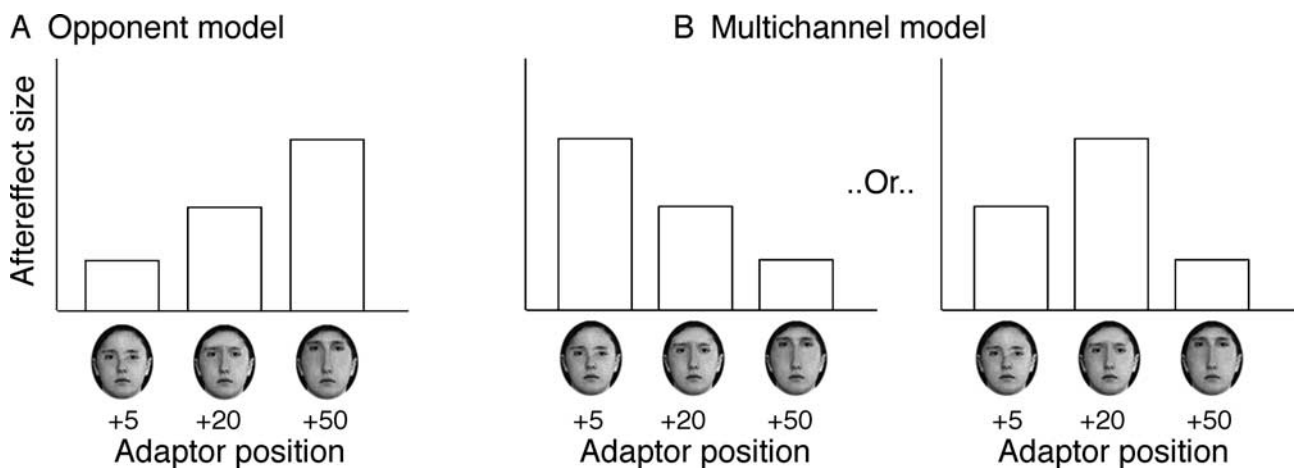 A Opponent model
B Multichannel model
Aftereffect size
..Or..
+5 +20 +50
Adaptor position
+5 +20 +50
Adaptor position
+5 +20 +50
Adaptor position